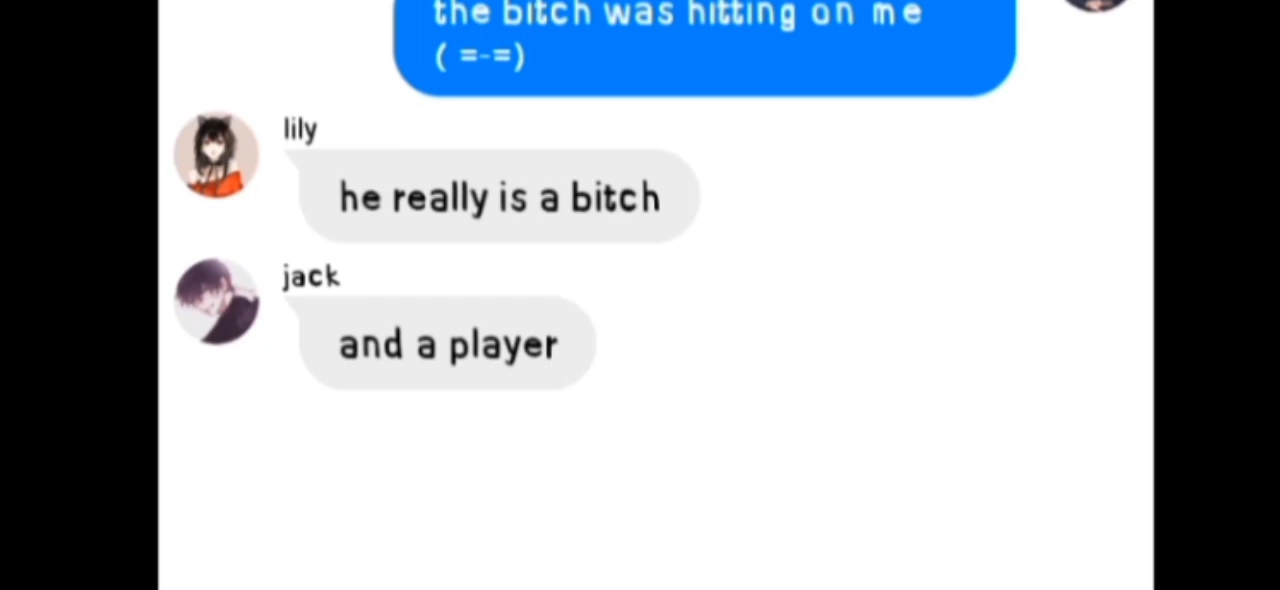 the bitch was hitting on me
( =-=)
lily
he really is a bitch
jack
and a player